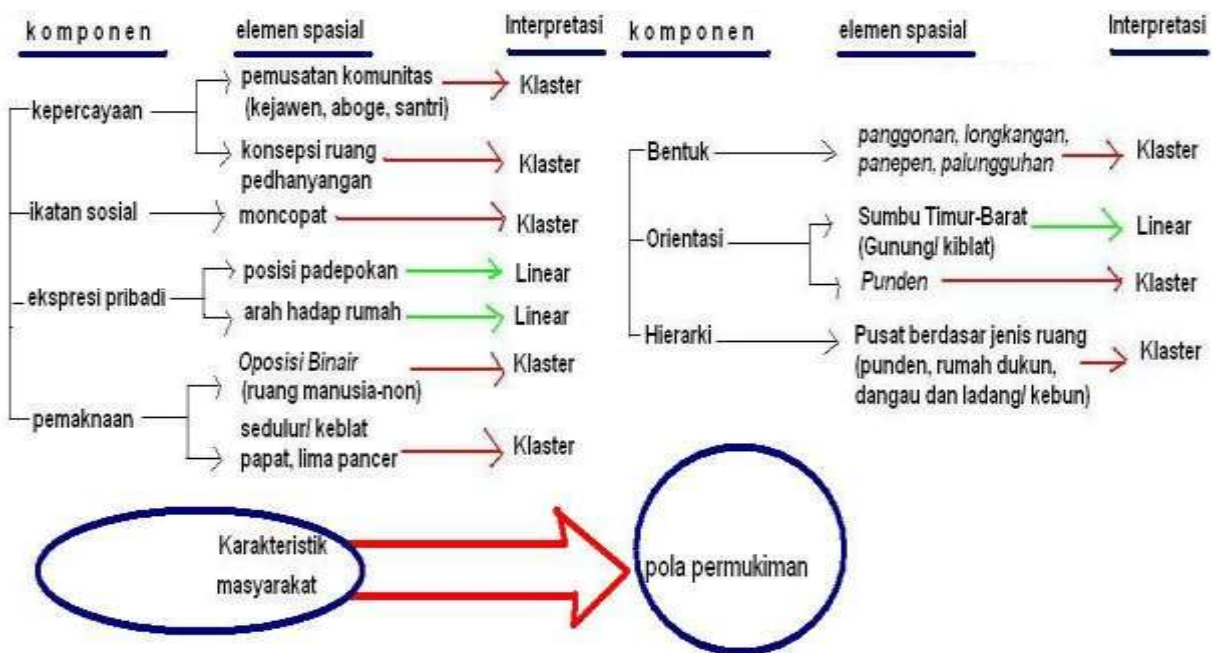 komponen
elemen spasial
Interpretasi
kepercayaan
pemusatan komunitas
(kejawen, aboge, santri)
Klaster
konsepsi ruang
pedhanyangan
Klaster
ikatan sosial
moncopat
Klaster
ekspresi pribadi
posisi padepokan
Linear
arah hadap rumah
Linear
pemaknaan
Oposisi Binair
(ruang manusia-non)
Klaster
sedulur/ keblat
papat, lima pancer
Klaster
komponen
elemen spasial
Interpretasi
Bentuk
panggonan, longkangan,
panepen, palungguhan
Klaster
Orientasi
Sumbu Timur-Barat
(Gunung/ kiblat)
Linear
Punden
Klaster
Hierarki
Pusat berdasar jenis ruang
(punden, rumah dukun,
dangau dan ladang/ kebun)
Klaster
Karakteristik
masyarakat
pola permukiman